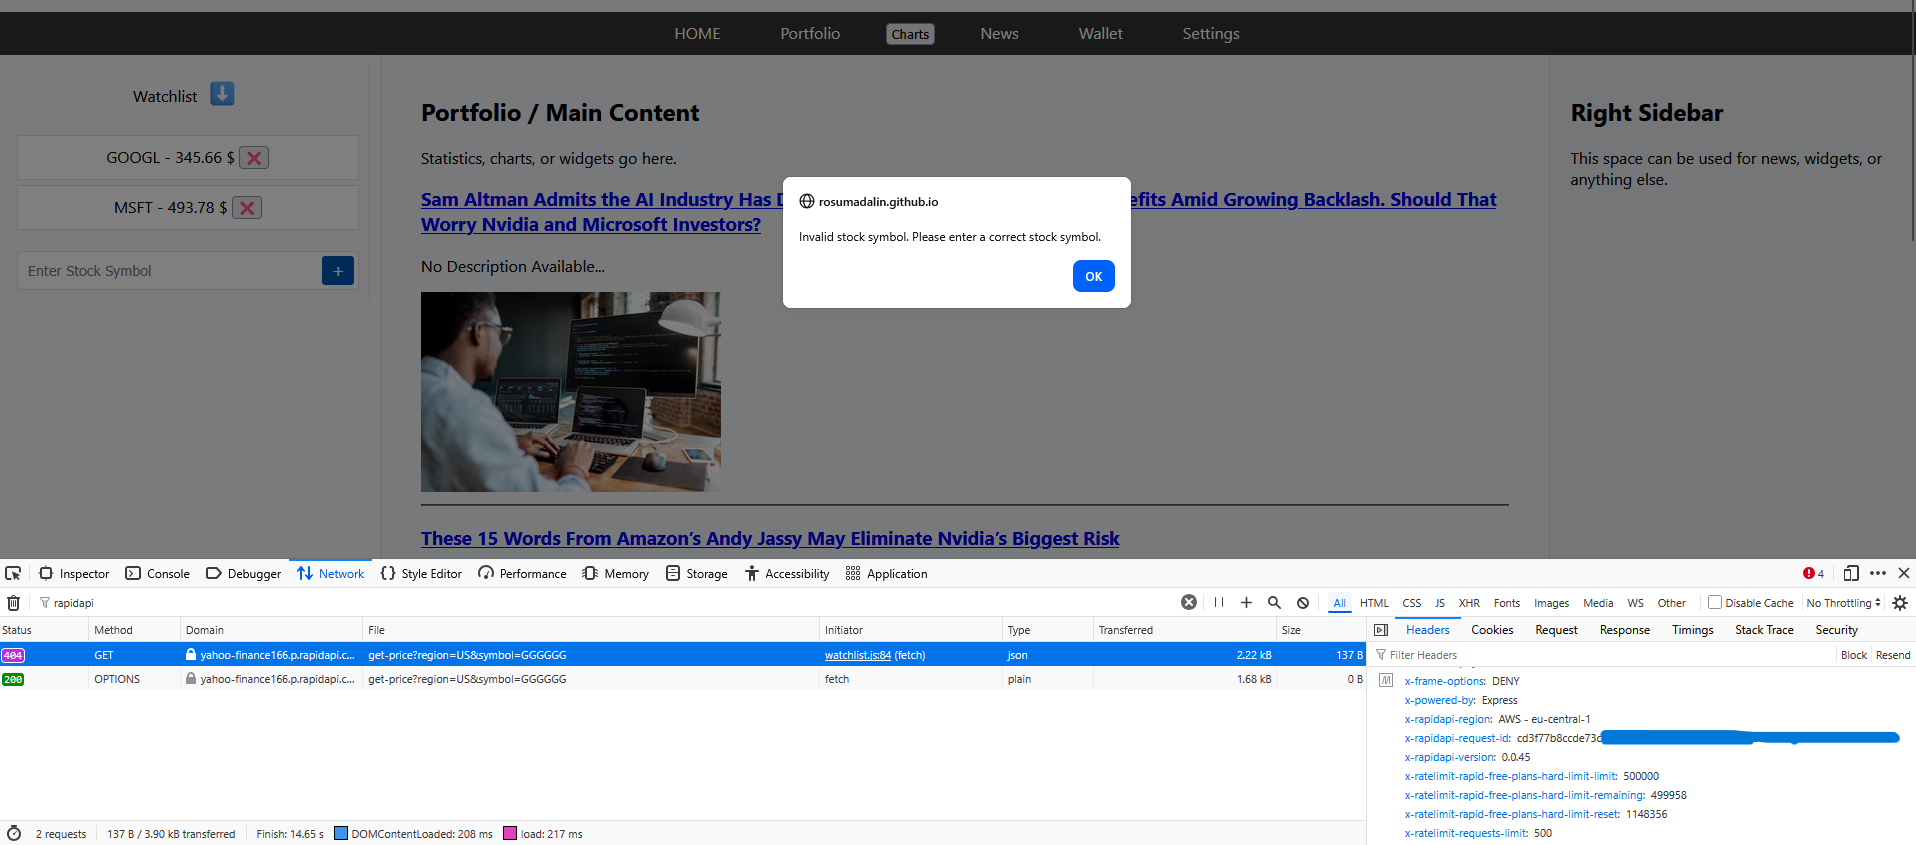 HOME Portfolio Charts News Wallet Settings
Watchlist
GOOGL - 345.66 $
MSFT - 493.78 $
Enter Stock Symbol +
Portfolio / Main Content
Statistics, charts, or widgets go here.
Sam Altman Admits the AI Industry Has D
efits Amid Growing Backlash. Should That
Worry Nvidia and Microsoft Investors?
No Description Available...
These 15 Words From Amazon’s Andy Jassy May Eliminate Nvidia’s Biggest Risk
Right Sidebar
This space can be used for news, widgets, or
anything else.
rosumadalin.github.io
Invalid stock symbol. Please enter a correct stock symbol.
OK
Inspector Console Debugger Network Style Editor Performance Memory Storage Accessibility Application 4
rapidapi All HTML CSS JS XHR Fonts Images Media WS Other Disable Cache No Throttling
Status Method Domain File Initiator Type Transferred Size
404 GET yahoo-finance166.p.rapidapi.c... get-price?region=US&symbol=GGGGGG watchlist.js:84 (fetch) json 2.22 kB 137 B
200 OPTIONS yahoo-finance166.p.rapidapi.c... get-price?region=US&symbol=GGGGGG fetch plain 1.68 kB 0 B
2 requests 137 B / 3.90 kB transferred Finish: 14.65 s DOMContentLoaded: 208 ms load: 217 ms
Headers Cookies Request Response Timings Stack Trace Security
Filter Headers Block Resend
x-frame-options: DENY
x-powered-by: Express
x-rapidapi-region: AWS - eu-central-1
x-rapidapi-request-id: cd3f77b8ccde73c
x-rapidapi-version: 0.0.45
x-ratelimit-rapid-free-plans-hard-limit-limit: 500000
x-ratelimit-rapid-free-plans-hard-limit-remaining: 499958
x-ratelimit-rapid-free-plans-hard-limit-reset: 1148356
x-ratelimit-requests-limit: 500